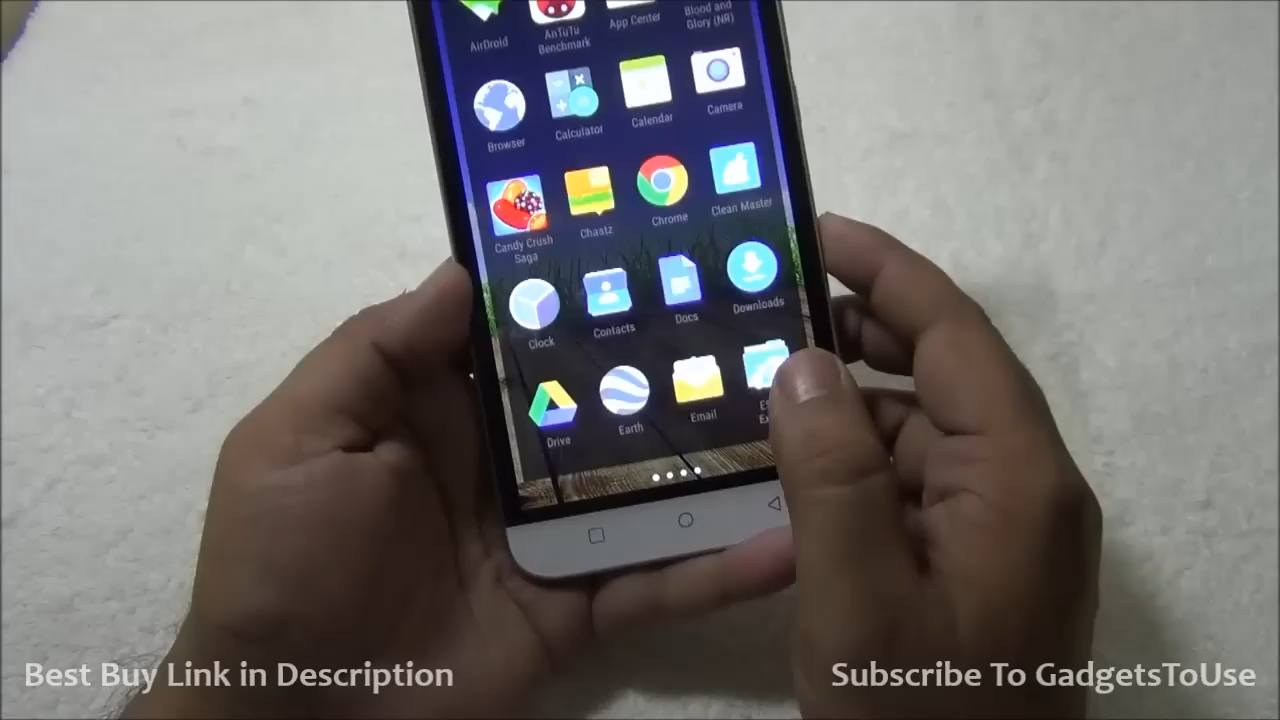 AirDroid
AnTuTu
Benchmark
App Center
Blood and
Glory (NR)
Browser
Calculator
Calendar
Camera
Candy Crush
Saga
Chaatz
Chrome
Clean Master
Clock
Contacts
Docs
Downloads
Drive
Earth
Email
Best Buy Link in Description
Subscribe To GadgetsToUse